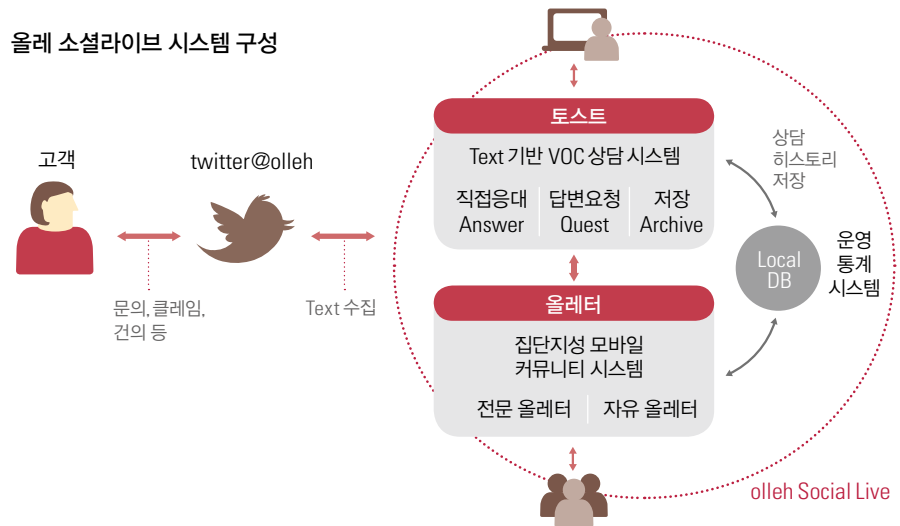 올레 소셜라이브 시스템 구성
고객
twitter@olleh
문의, 클레임,
건의 등
Text 수집
토스트
Text 기반 VOC 상담 시스템
직접응대
Answer
답변요청
Quest
저장
Archive
올레터
집단지성 모바일
커뮤니티 시스템
전문 올레터
자유 올레터
상담
히스토리
저장
Local
DB
운영
통계
시스템
olleh Social Live